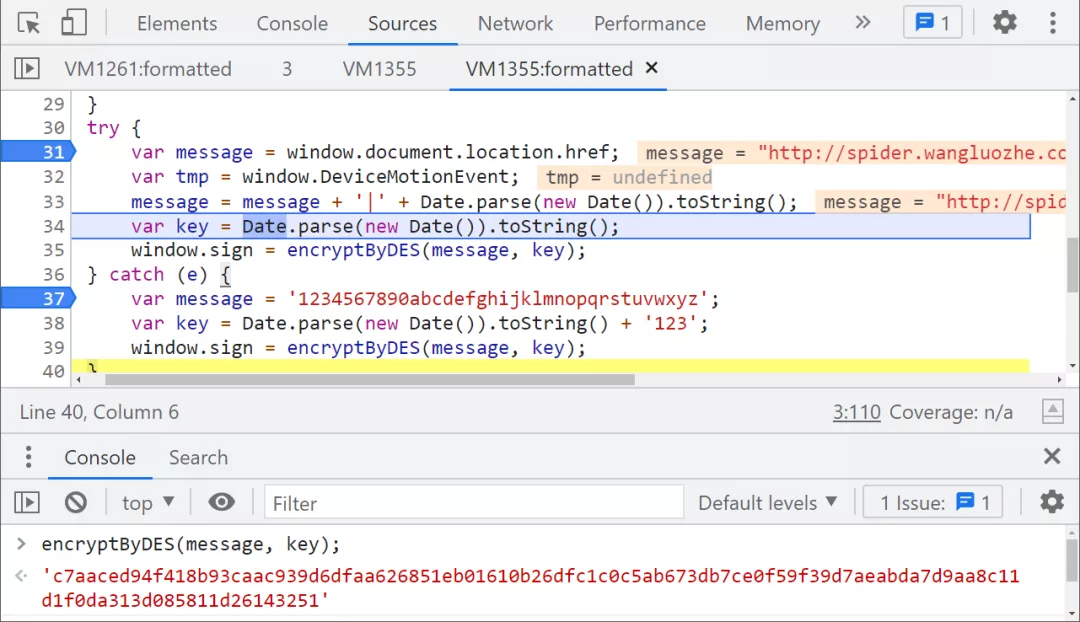 Elements Console Sources Network Performance Memory 1
VM1261:formatted 3 VM1355 VM1355:formatted
29 }
30 try {
31 var message = window.document.location.href; message = "http://spider.wangluozhe.co
32 var tmp = window.DeviceMotionEvent; tmp = undefined
33 message = message + '|' + Date.parse(new Date()).toString(); message = "http://spid
34 var key = Date.parse(new Date()).toString();
35 window.sign = encryptByDES(message, key);
36 } catch (e) {
37 var message = '1234567890abcdefghijklmnopqrstuvwxyz';
38 var key = Date.parse(new Date()).toString() + '123';
39 window.sign = encryptByDES(message, key);
40 }
Line 40, Column 6 3:110 Coverage: n/a
Console Search
top Filter Default levels 1 Issue: 1
> encryptByDES(message, key);
'c7aaced94f418b93caac939d6dfaa626851eb01610b26dfc1c0c5ab673db7ce0f59f39d7aeabda7d9aa8c11
d1f0da313d085811d26143251'